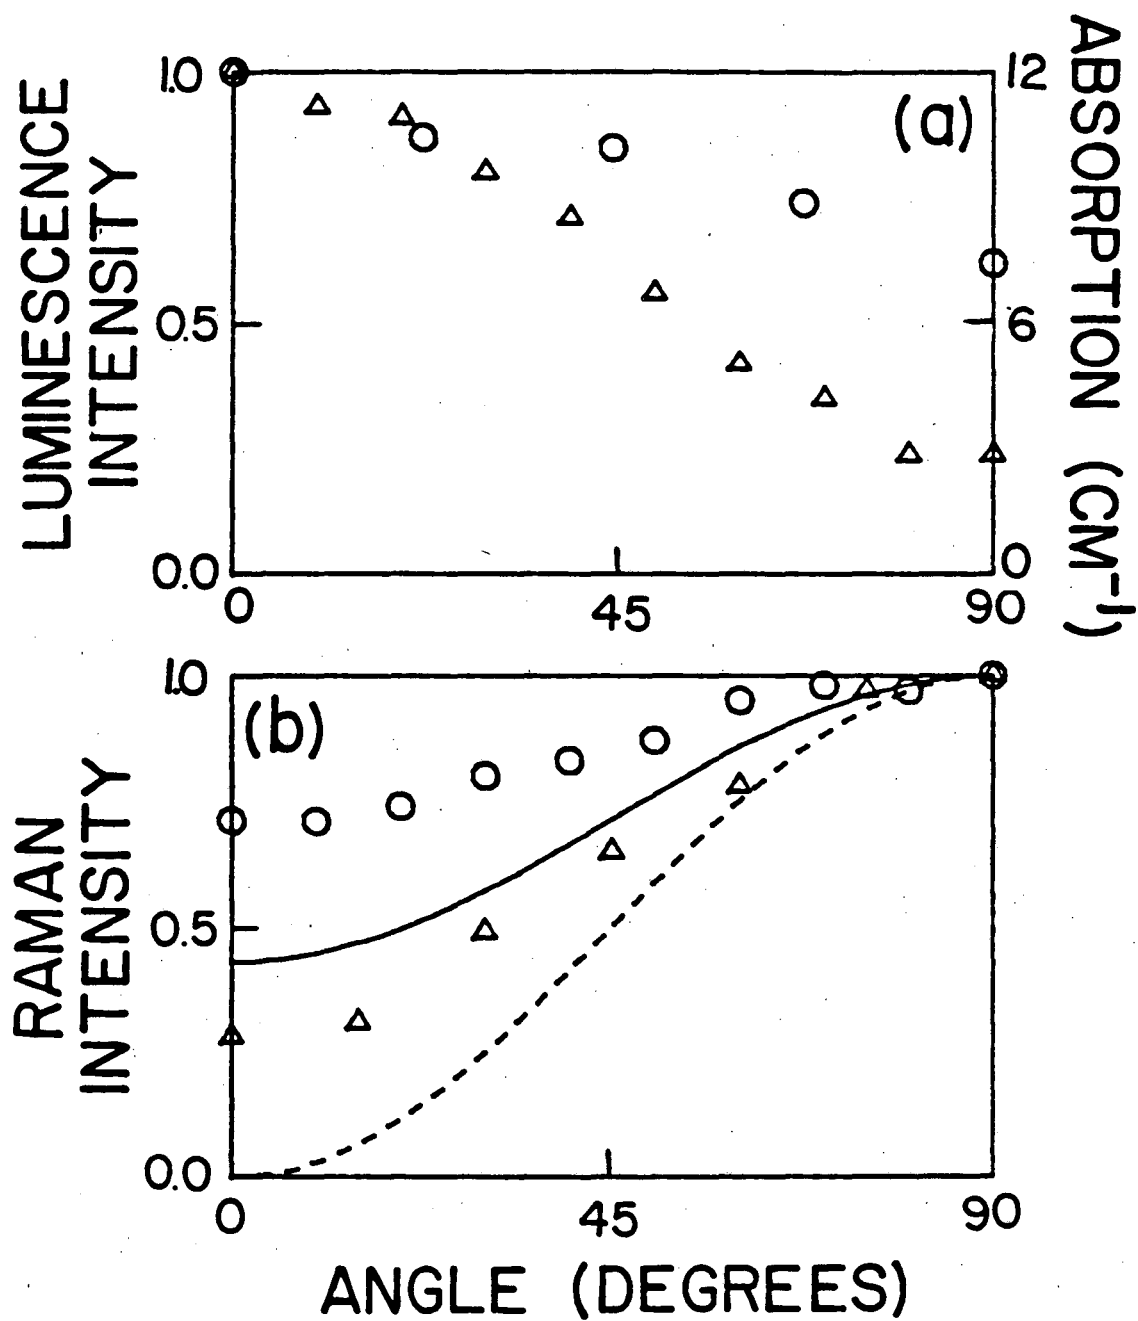 LUMINESCENCE
INTENSITY
1.0
0.5
0.0
(a)
12
6
0
ABSORPTION (CM⁻¹)
0
45
90
RAMAN
INTENSITY
1.0
0.5
0.0
(b)
0
45
90
ANGLE (DEGREES)